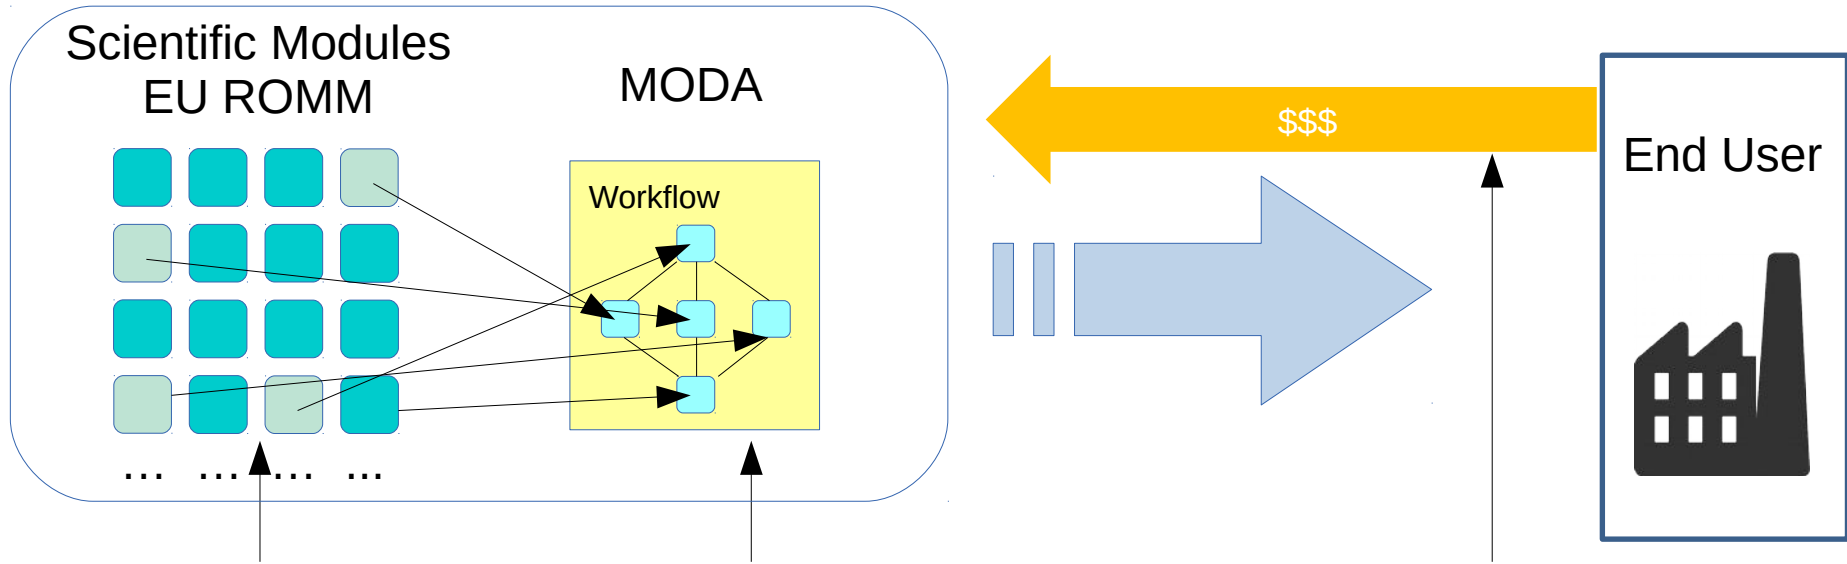 Scientific Modules
EU ROMM
MODA
Workflow
... ... ... ...
$$$
End User